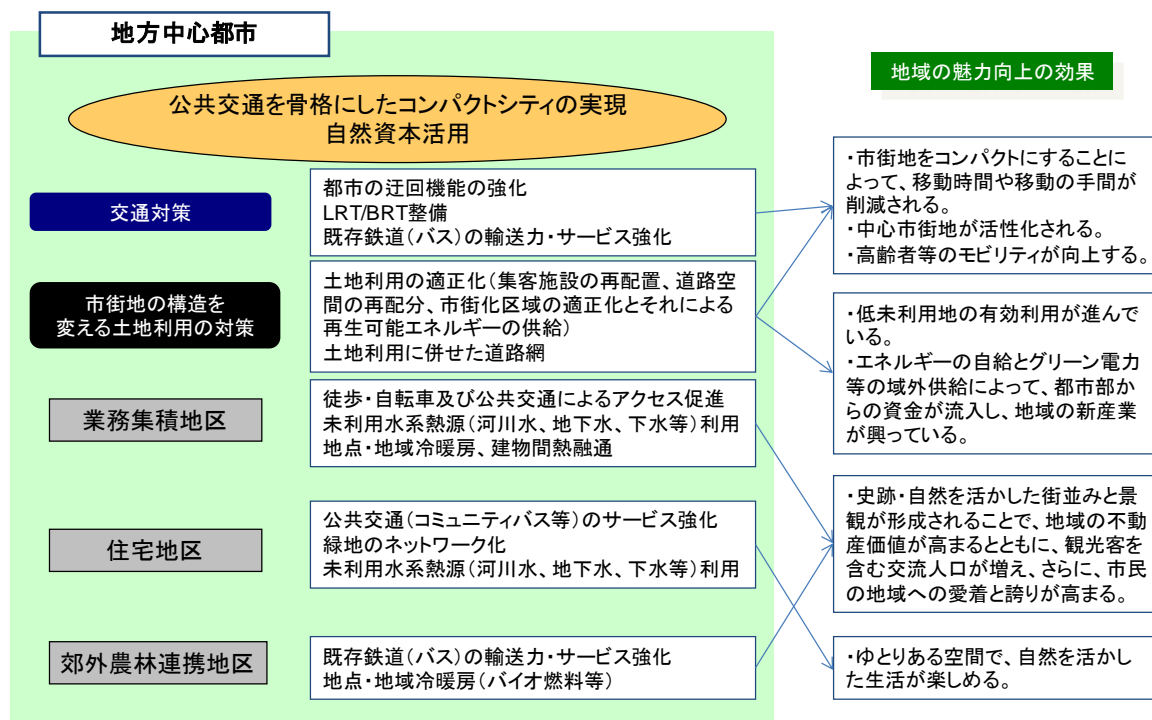 地方中心都市
公共交通を骨格にしたコンパクトシティの実現
自然資本活用
交通対策
都市の迂回機能の強化
LRT/BRT整備
既存鉄道（バス）の輸送力・サービス強化
市街地の構造を
変える土地利用の対策
土地利用の適正化（集客施設の再配置、道路空
間の再配分、市街化区域の適正化とそれによる
再生可能エネルギーの供給）
土地利用に併せた道路網
業務集積地区
徒歩・自転車及び公共交通によるアクセス促進
未利用水系熱源（河川水、地下水、下水等）利用
地点・地域冷暖房、建物間熱融通
住宅地区
公共交通（コミュニティバス等）のサービス強化
緑地のネットワーク化
未利用水系熱源（河川水、地下水、下水等）利用
郊外農林連携地区
既存鉄道（バス）の輸送力・サービス強化
地点・地域冷暖房（バイオ燃料等）
地域の魅力向上の効果
・市街地をコンパクトにすることに
よって、移動時間や移動の手間が
削減される。
・中心市街地が活性化される。
・高齢者等のモビリティが向上する。
・低未利用地の有効利用が進んで
いる。
・エネルギーの自給とグリーン電力
等の域外供給によって、都市部か
らの資金が流入し、地域の新産業
が興っている。
・史跡・自然を活かした街並みと景
観が形成されることで、地域の不動
産価値が高まるとともに、観光客を
含む交流人口が増え、さらに、市民
の地域への愛着と誇りが高まる。
・ゆとりある空間で、自然を活かし
た生活が楽しめる。